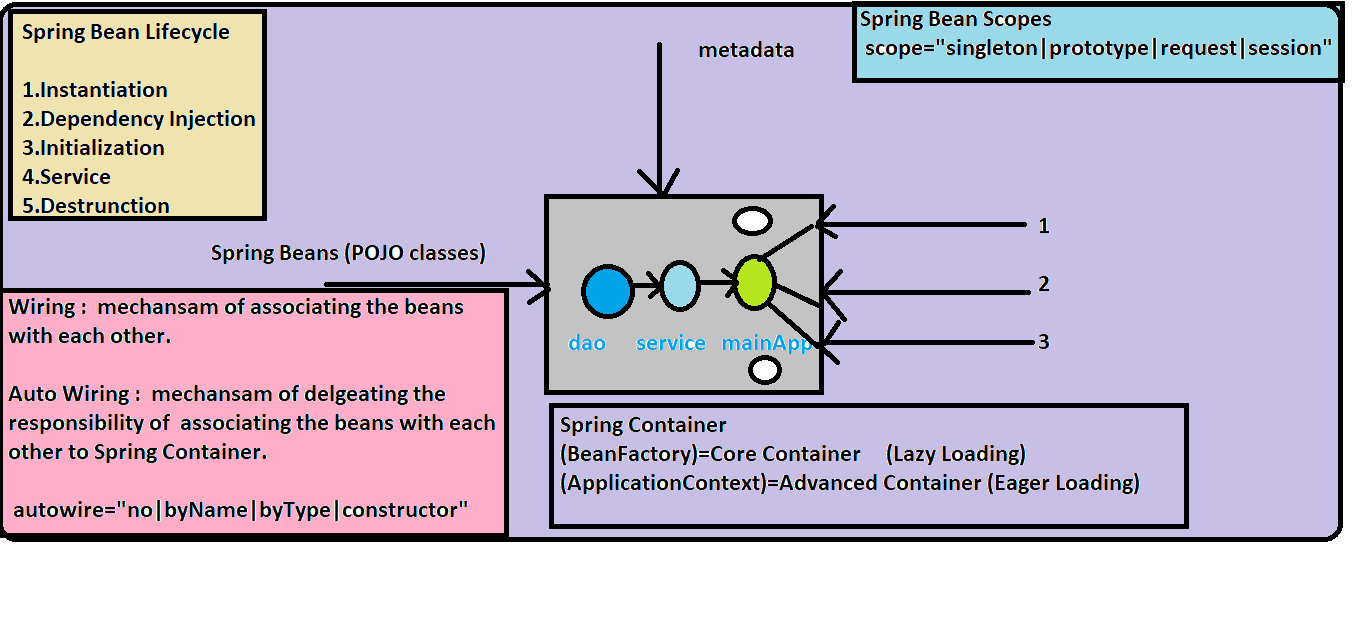 Spring Bean Lifecycle
1.Instantiation
2.Dependency Injection
3.Initialization
4.Service
5.Destrunction
metadata
Spring Bean Scopes
scope="singleton|prototype|request|session"
Spring Beans (POJO classes)
1
2
3
dao service mainApp
Wiring : mechansam of associating the beans
with each other.
Auto Wiring : mechansam of delgeating the
responsibility of associating the beans with each
other to Spring Container.
autowire="no|byName|byType|constructor"
Spring Container
(BeanFactory)=Core Container (Lazy Loading)
(ApplicationContext)=Advanced Container (Eager Loading)